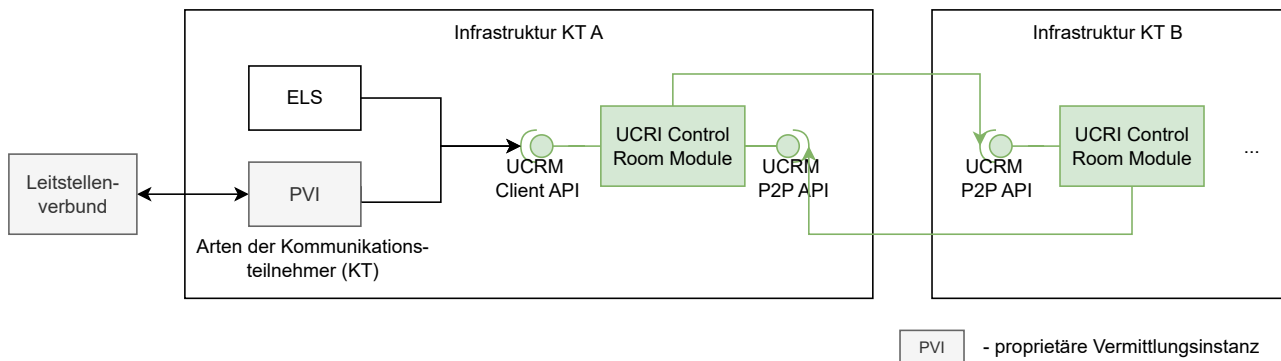 Infrastruktur KT A
Infrastruktur KT B
ELS
UCRI Control
Room Module
UCRM
Client API
UCRM
P2P API
UCRM
P2P API
UCRI Control
Room Module
...
Leitstellen-
verbund
PVI
Arten der Kommunikations-
teilnehmer (KT)
PVI - proprietäre Vermittlungsinstanz